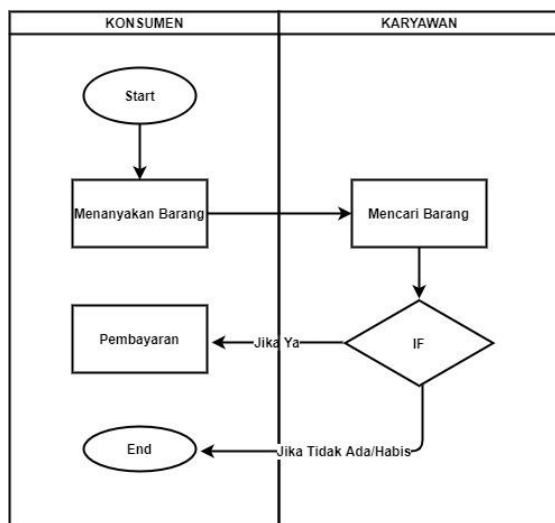 KONSUMEN
KARYAWAN
Start
Menanyakan Barang
Mencari Barang
Pembayaran
Jika Ya
IF
End
Jika Tidak Ada/Habis